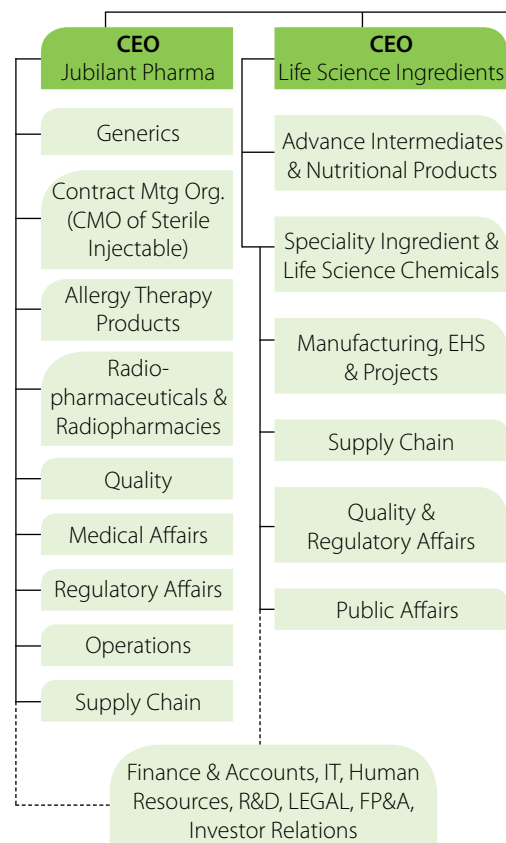 CEO
Jubilant Pharma
Generics
Contract Mtg Org.
(CMO of Sterile
Injectable)
Allergy Therapy
Products
Radio-
pharmaceuticals &
Radiopharmacies
Quality
Medical Affairs
Regulatory Affairs
Operations
Supply Chain
CEO
Life Science Ingredients
Advance Intermediates
& Nutritional Products
Speciality Ingredient &
Life Science Chemicals
Manufacturing, EHS
& Projects
Supply Chain
Quality &
Regulatory Affairs
Public Affairs
Finance & Accounts, IT, Human
Resources, R&D, LEGAL, FP&A,
Investor Relations